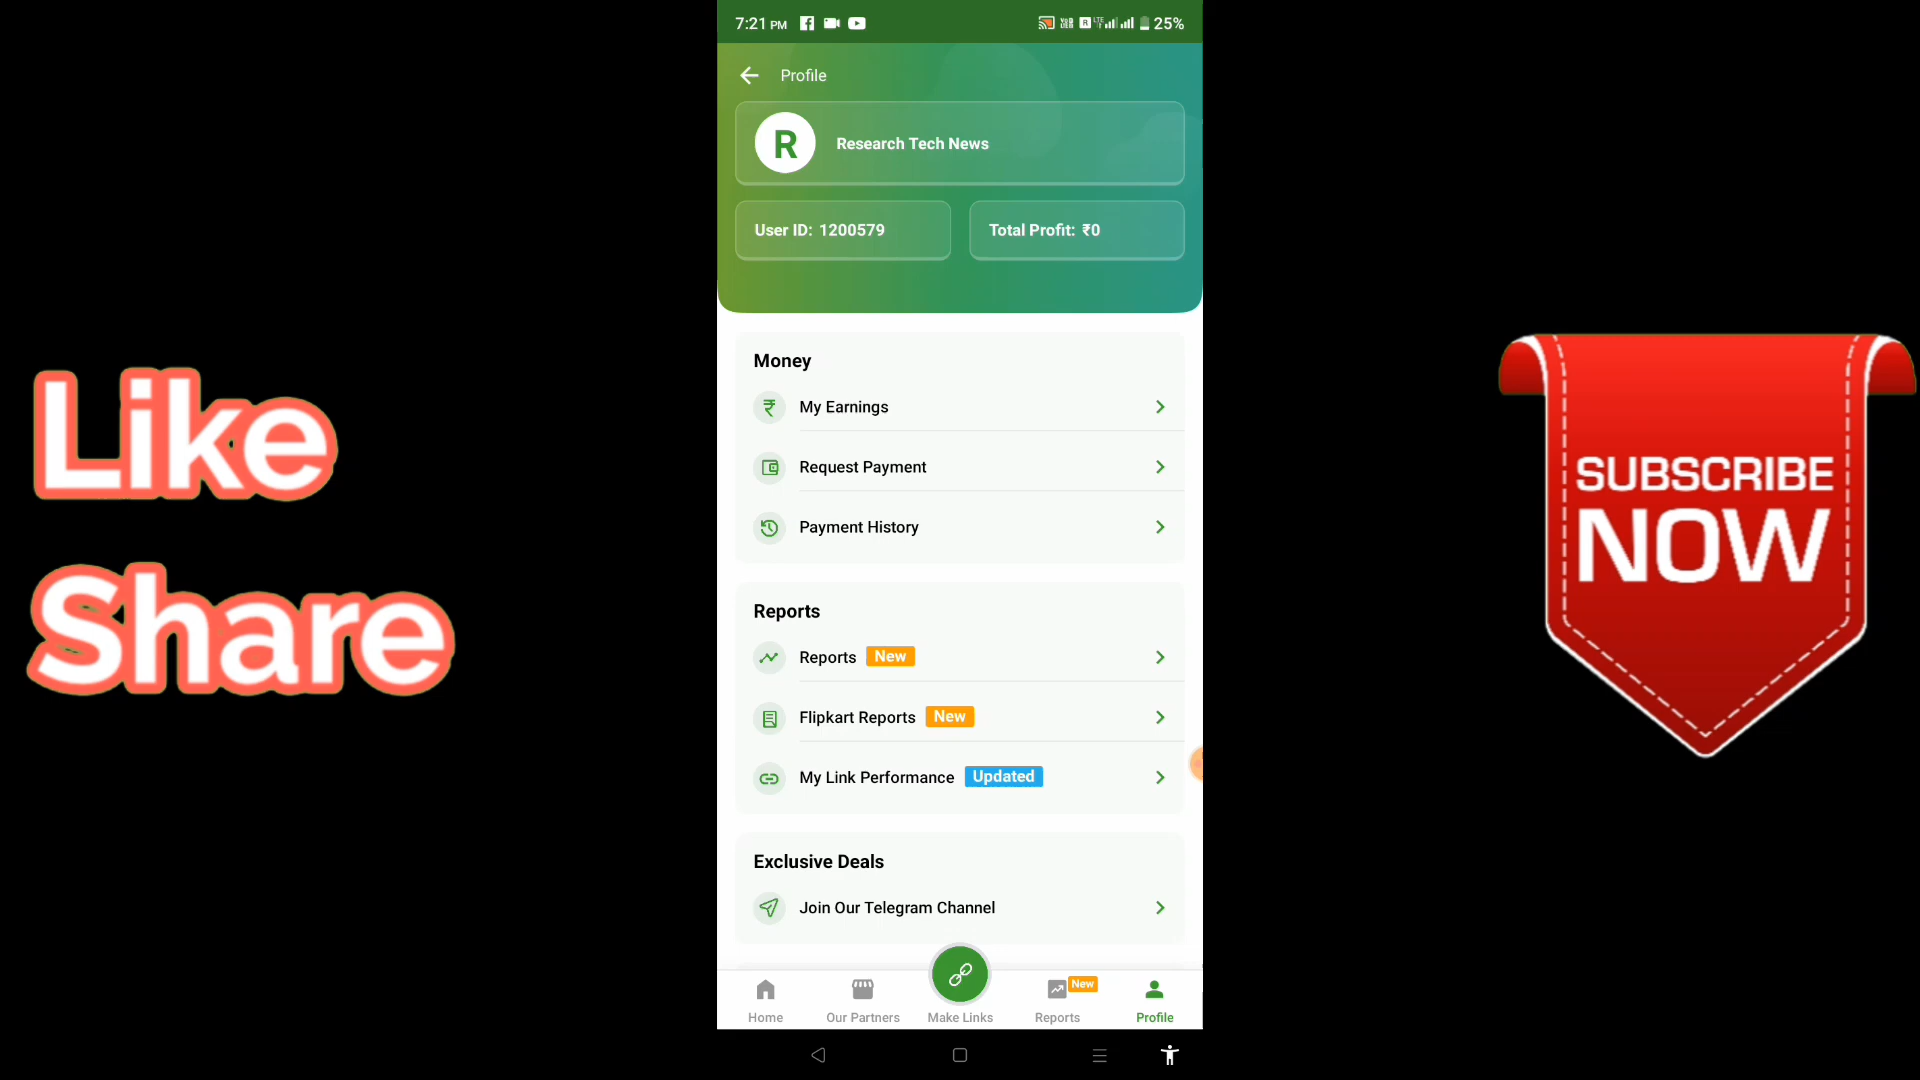 7:21 PM
25%
Profile
R
Research Tech News
User ID: 1200579
Total Profit: ₹0
Money
My Earnings
Request Payment
Payment History
Reports
Reports New
Flipkart Reports New
My Link Performance Updated
Exclusive Deals
Join Our Telegram Channel
Home
Our Partners
Make Links
Reports
New
Profile
Like
Share
SUBSCRIBE
NOW